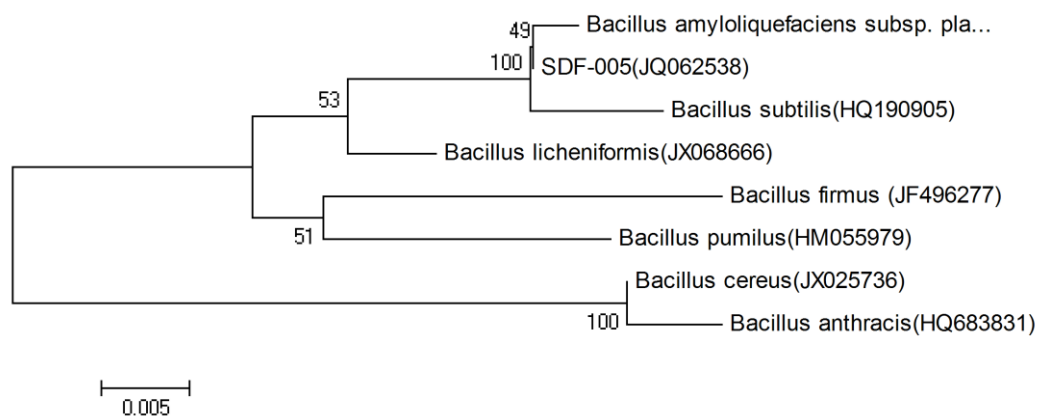 Bacillus amyloliquefaciens subsp. pla...
49
100
SDF-005(JQ062538)
53
Bacillus subtilis(HQ190905)
Bacillus licheniformis(JX068666)
Bacillus firmus (JF496277)
51
Bacillus pumilus(HM055979)
Bacillus cereus(JX025736)
100
Bacillus anthracis(HQ683831)
0.005